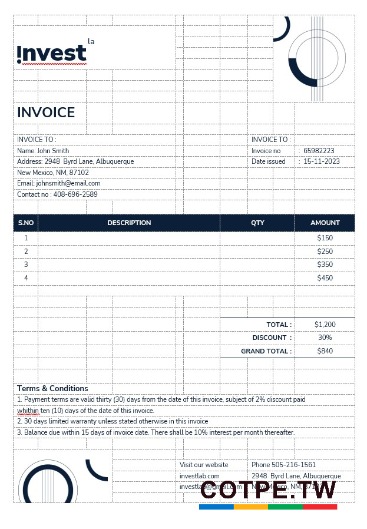 invest la
INVOICE
INVOICE TO : INVOICE TO :
Name John Smith Invoice no : 65982223
Address: 2948 Byrd Lane, Albuquerque Date issued : 15-11-2023
New Mexico, NM, 87102
Email: johnsmith@email.com
Contact no : 408-696-2589
S.NO DESCRIPTION QTY AMOUNT
1 $150
2 $250
3 $350
4 $450
TOTAL : $1,200
DISCOUNT : 30%
GRAND TOTAL : $840
Terms & Conditions
1. Payment terms are valid thirty (30) days from the date of this invoice, subject of 2% discount paid
whithin ten (10) days of the date of this invoice.
2. 30 days limited warranty unless stated otherwise in this invoice
3. Balance due within 15 days of invoice date. There shall be 10% interest per month thereafter.
Visit our website Phone 505-216-1561
investlab.com 2948 Byrd Lane, Albuquerque
COTPE.TW